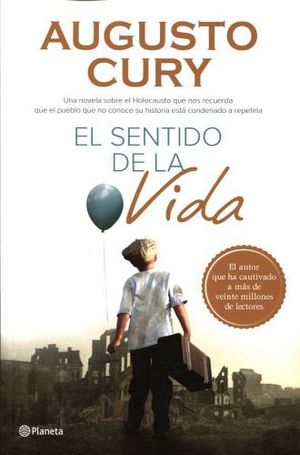 AUGUSTO
CURY
Una novela sobre el Holocausto que nos recuerda
que el pueblo que no conoce su historia está condenado a repetirla
EL SENTIDO
DE LA
Vida
El autor
que ha cautivado
a más de
veinte millones
de lectores
Planeta